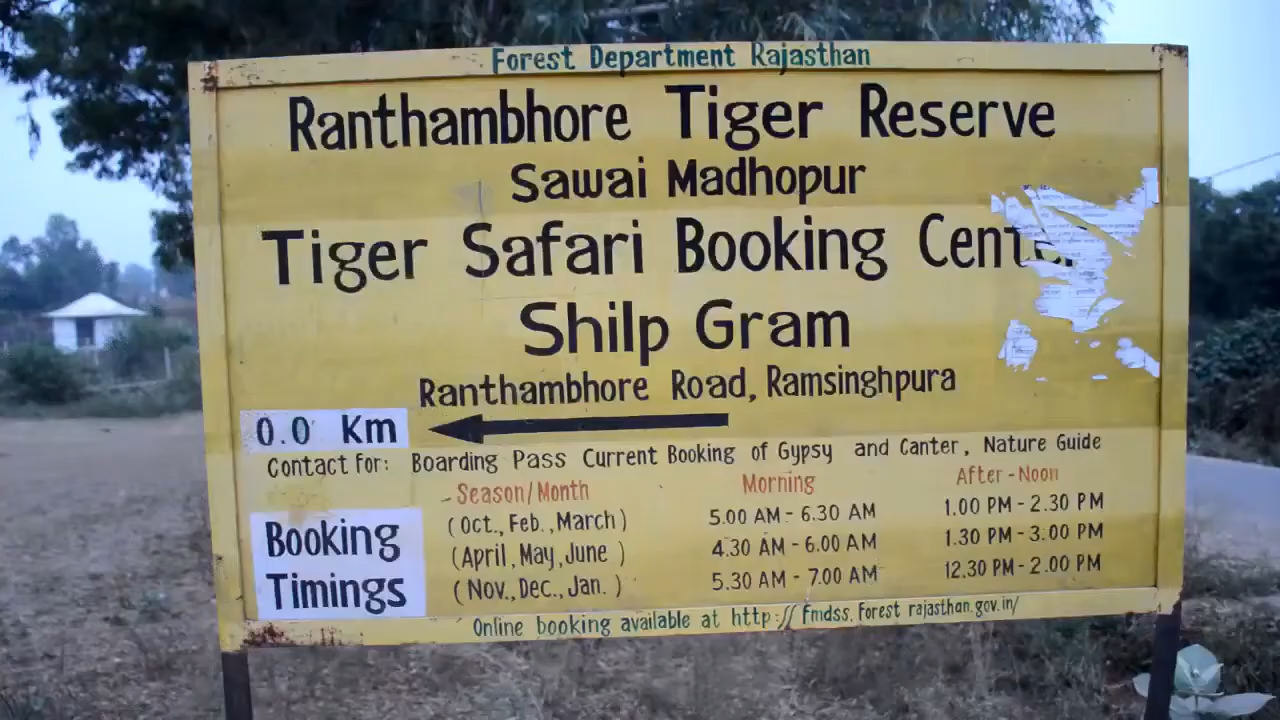 Forest Department Rajasthan
Ranthambhore Tiger Reserve
Sawai Madhopur
Tiger Safari Booking
Shilp Gram
Ranthambhore Road, Ramsinghpura
0.0 Km
Contact for: Boarding Pass Current Booking of Gypsy and Canter, Nature Guide
Season/Month Morning After-Noon
Booking Timings
(Oct., Feb., March) 5.00 AM - 6.30 AM 1.00 PM - 2.30 PM
(April, May, June) 4.30 AM - 6.00 AM 1.30 PM - 3.00 PM
(Nov., Dec., Jan.) 5.30 AM - 7.00 AM 12.30 PM - 2.00 PM
Online booking available at http://fmdss.Forest rajasthan.gov.in/